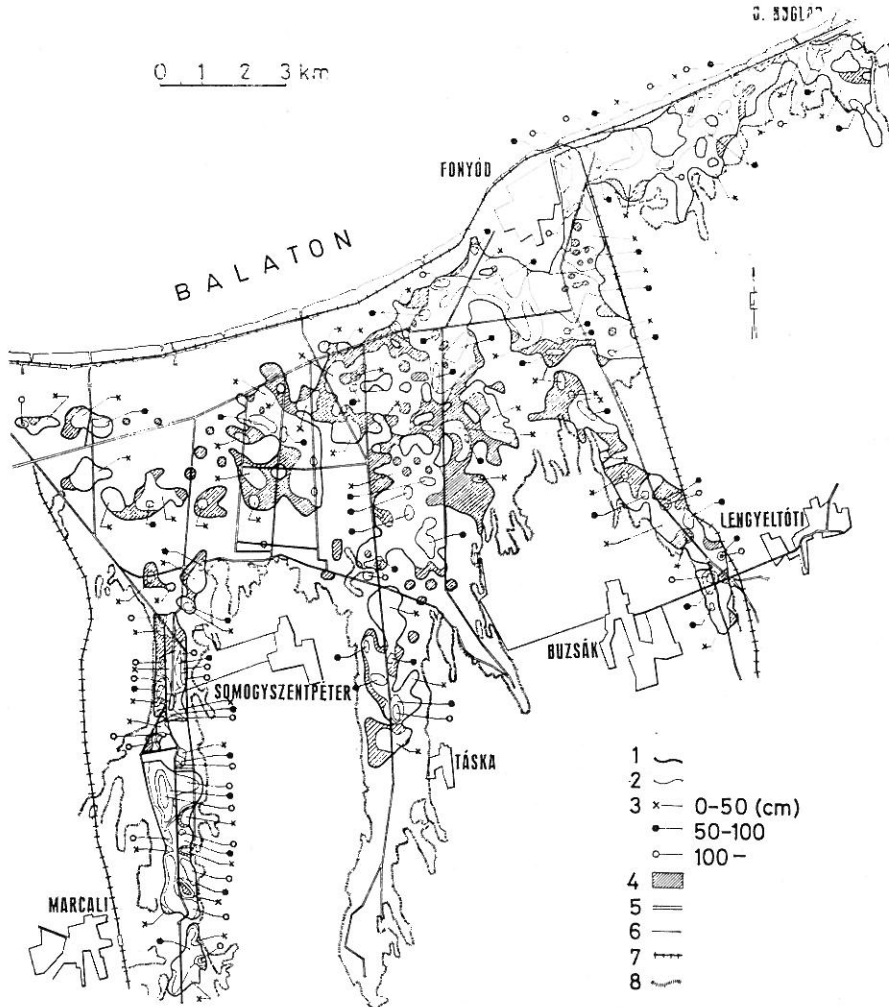 0 1 2 3 km
FONYÓD
BALATON
LENGYELTÓTI
BUZSÁK
SOMOGYSZENTPÉTER
TÁSKA
MARCALI
1
2
3 0-50 (cm)
50-100
100-
4
5
6
7
8